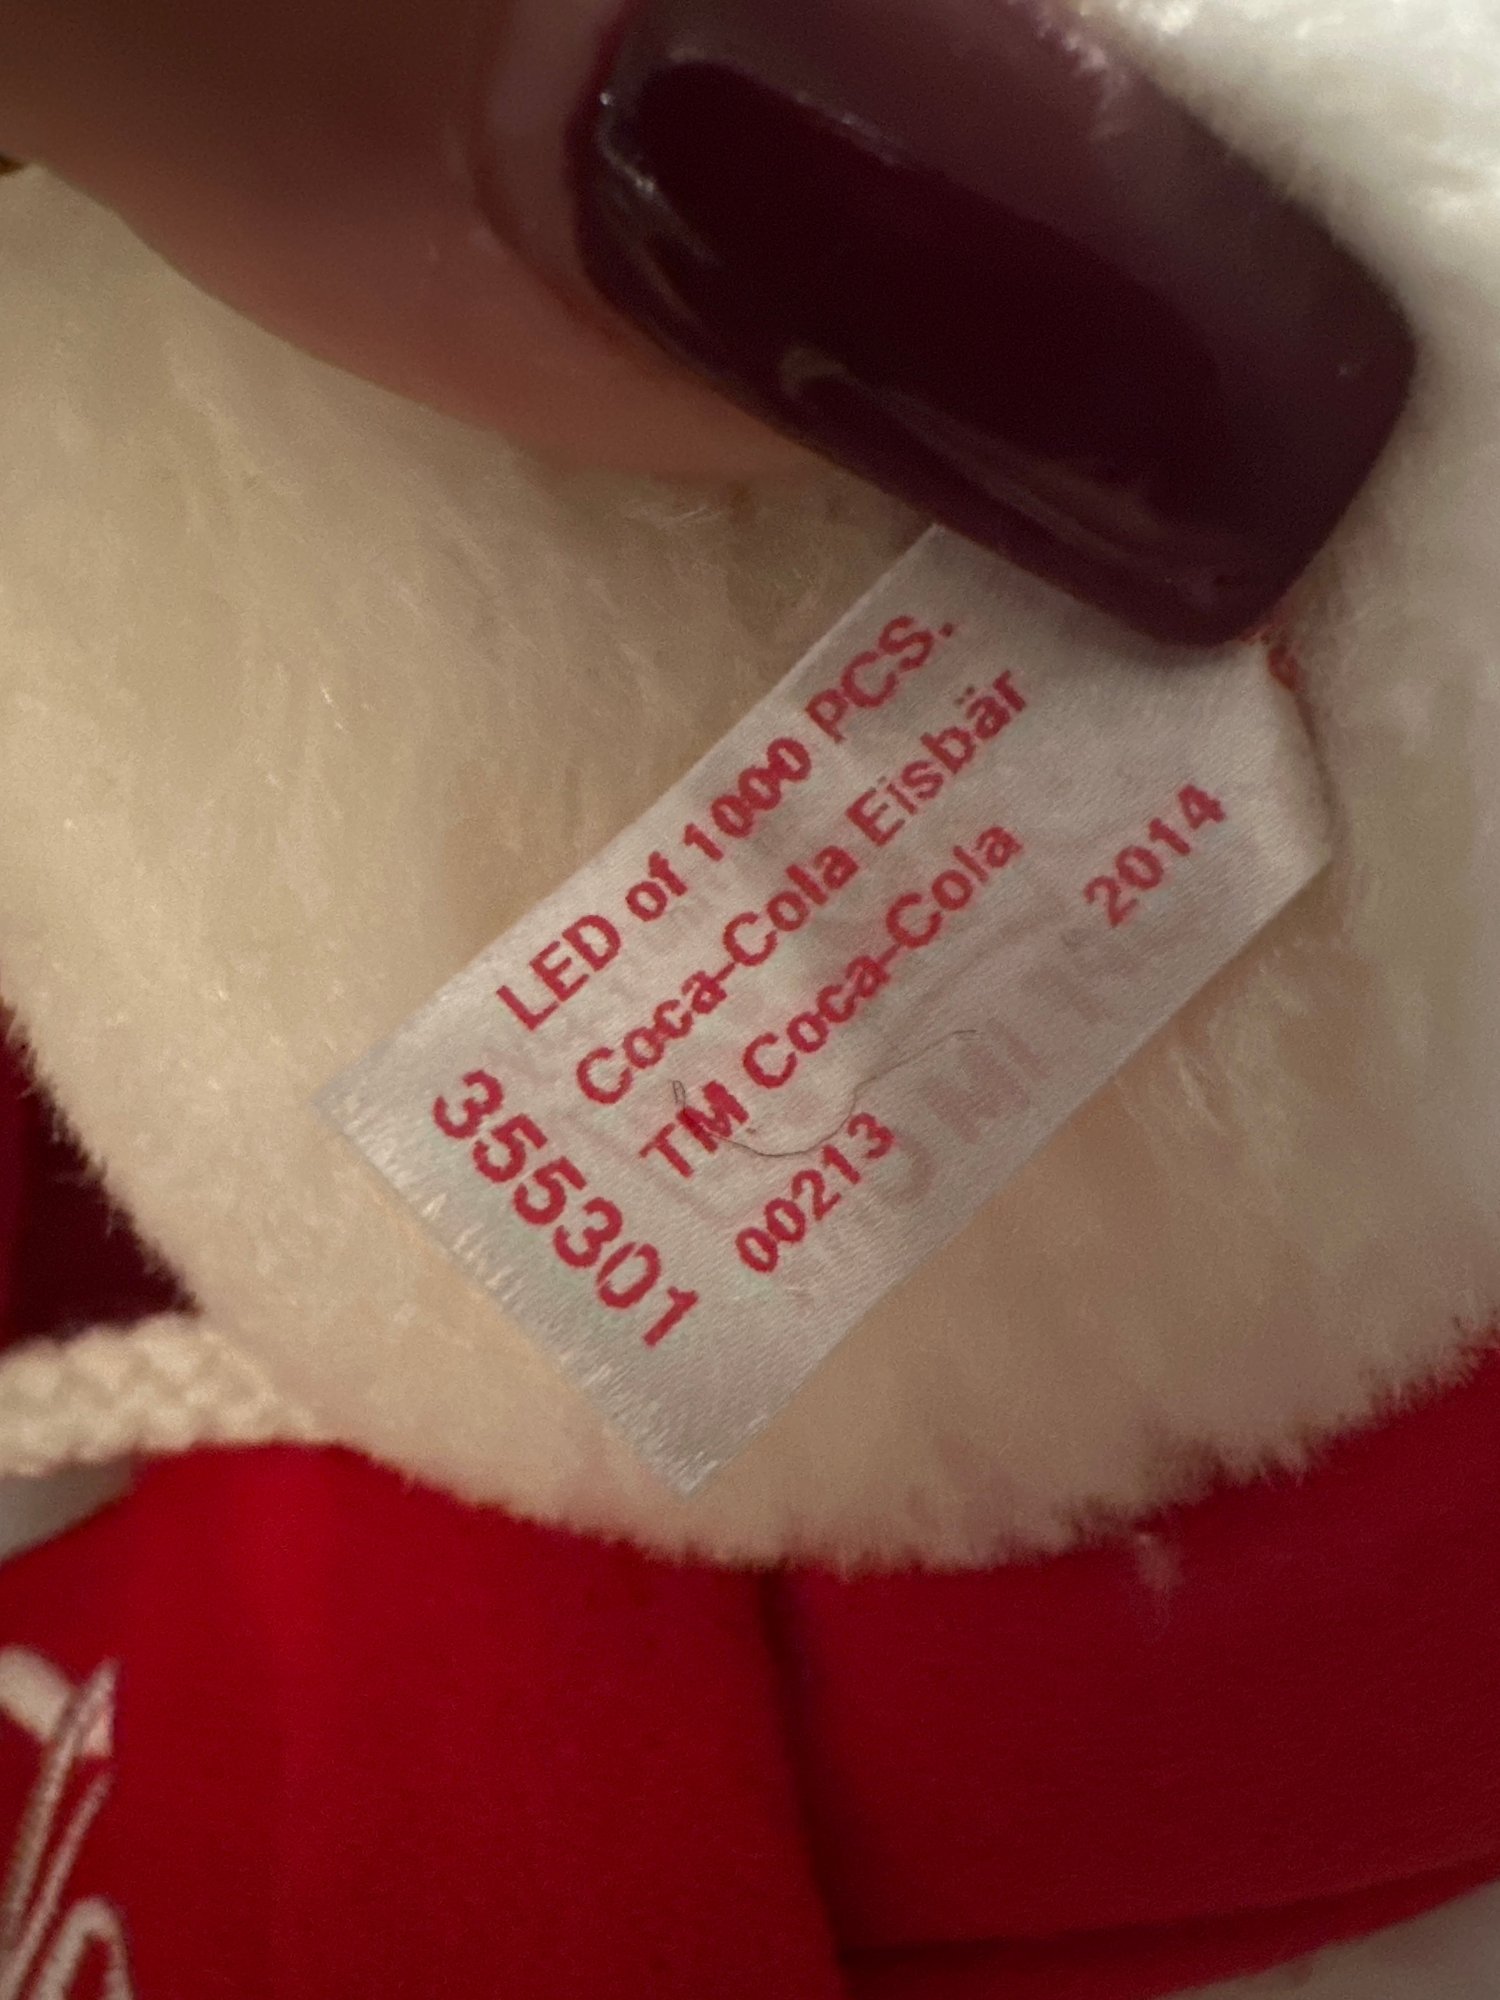 LED of 1000 PCS.
Coca-Cola Eisbär
TM Coca-Cola
00213 2014
355301